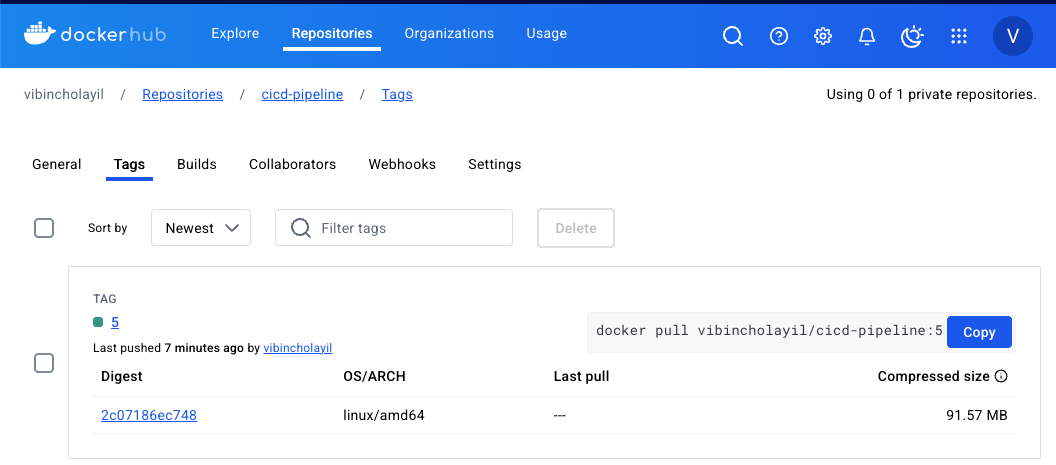 dockerhub Explore Repositories Organizations Usage V
vibincholayil / Repositories / cicd-pipeline / Tags Using 0 of 1 private repositories.
General Tags Builds Collaborators Webhooks Settings
Sort by Newest Filter tags Delete
TAG
5
docker pull vibincholayil/cicd-pipeline:5 Copy
Last pushed 7 minutes ago by vibincholayil
Digest OS/ARCH Last pull Compressed size
2c07186ec748 linux/amd64 --- 91.57 MB